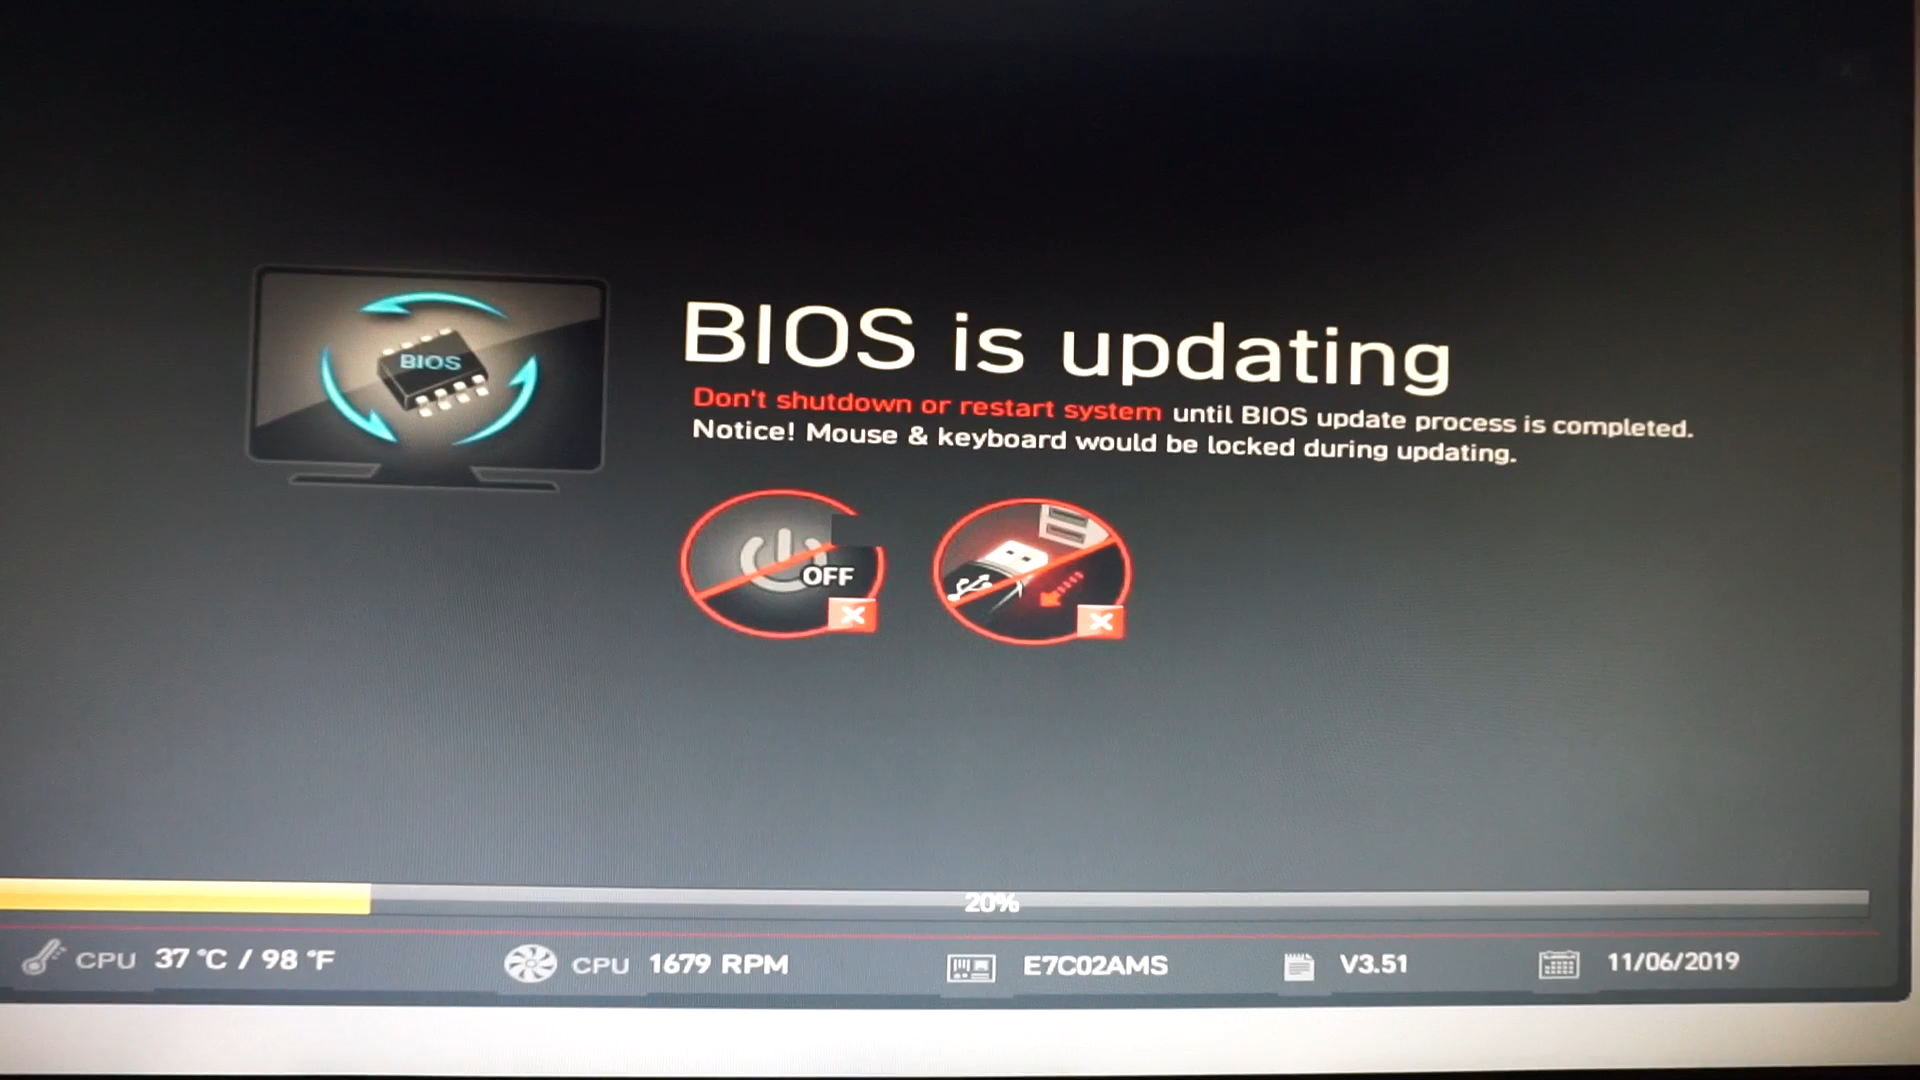 BIOS
BIOS is updating
Don't shutdown or restart system until BIOS update process is completed.
Notice! Mouse & keyboard would be locked during updating.
OFF
20%
CPU 37 °C / 98 °F CPU 1679 RPM E7C02AMS V3.51 11/06/2019